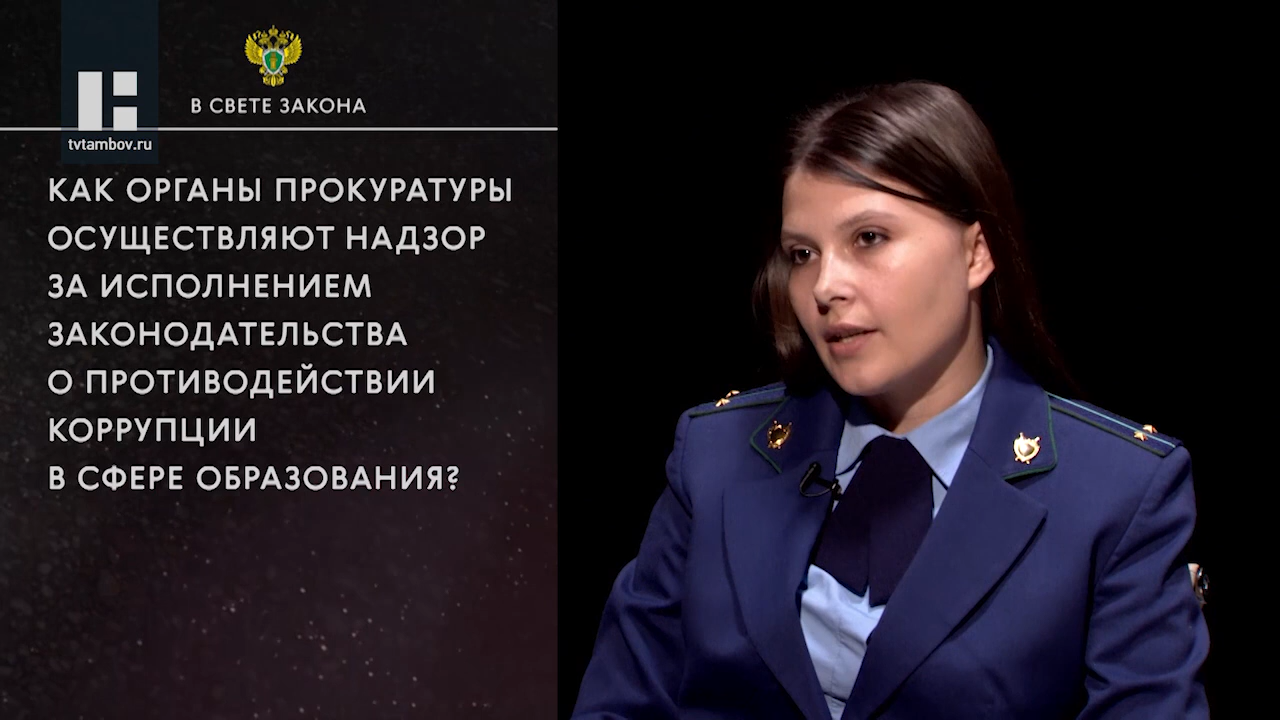 В СВЕТЕ ЗАКОНА
tvtambov.ru
КАК ОРГАНЫ ПРОКУРАТУРЫ
ОСУЩЕСТВЛЯЮТ НАДЗОР
ЗА ИСПОЛНЕНИЕМ
ЗАКОНОДАТЕЛЬСТВА
О ПРОТИВОДЕЙСТВИИ
КОРРУПЦИИ
В СФЕРЕ ОБРАЗОВАНИЯ?